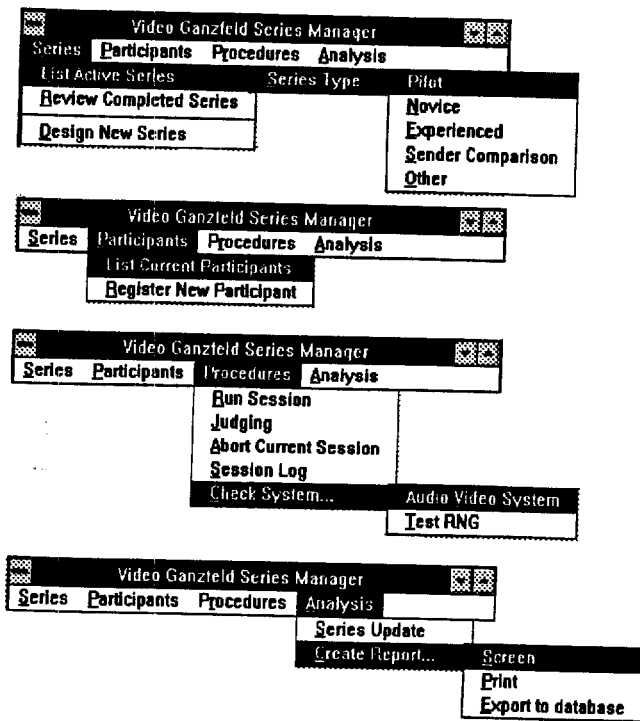 Video Ganzfeld Series Manager
Series Participants Procedures Analysis
List Active Series Series Type Pilot
Review Completed Series Novice
Design New Series Experienced
Sender Comparison
Other
Video Ganzfeld Series Manager
Series Participants Procedures Analysis
List Current Participants
Register New Participant
Video Ganzfeld Series Manager
Series Participants Procedures Analysis
Run Session
Judging
Abort Current Session
Session Log
Check System... Audio Video System
Test RNG
Video Ganzfeld Series Manager
Series Participants Procedures Analysis
Series Update
Create Report... Screen
Print
Export to database